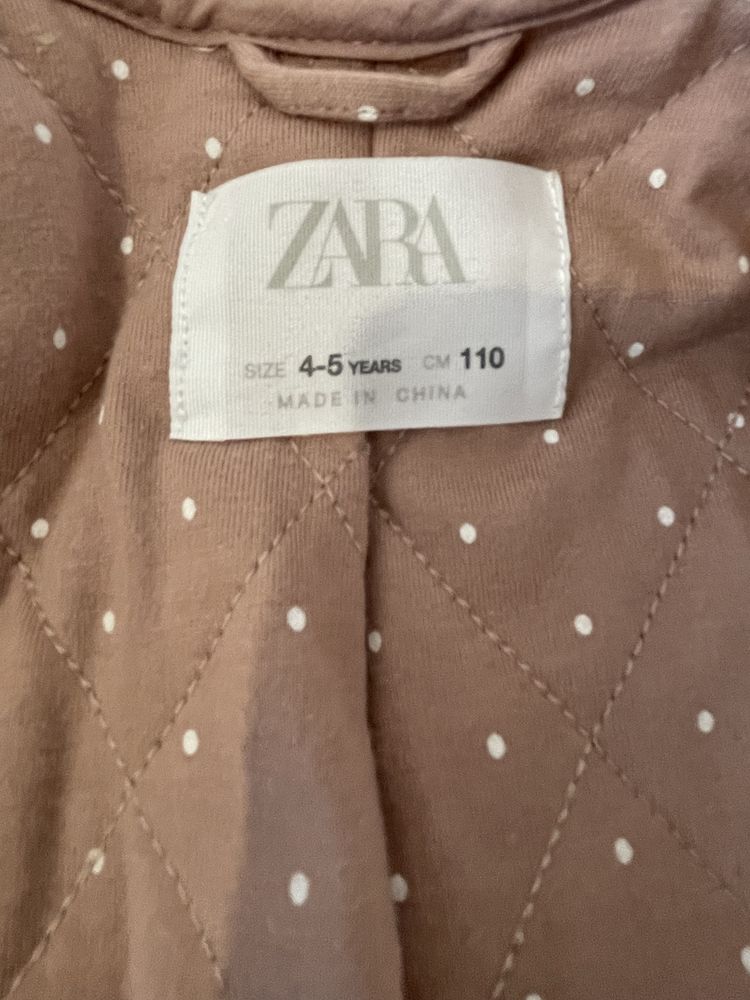 ZARA
SIZE 4-5 YEARS CM 110
MADE IN CHINA